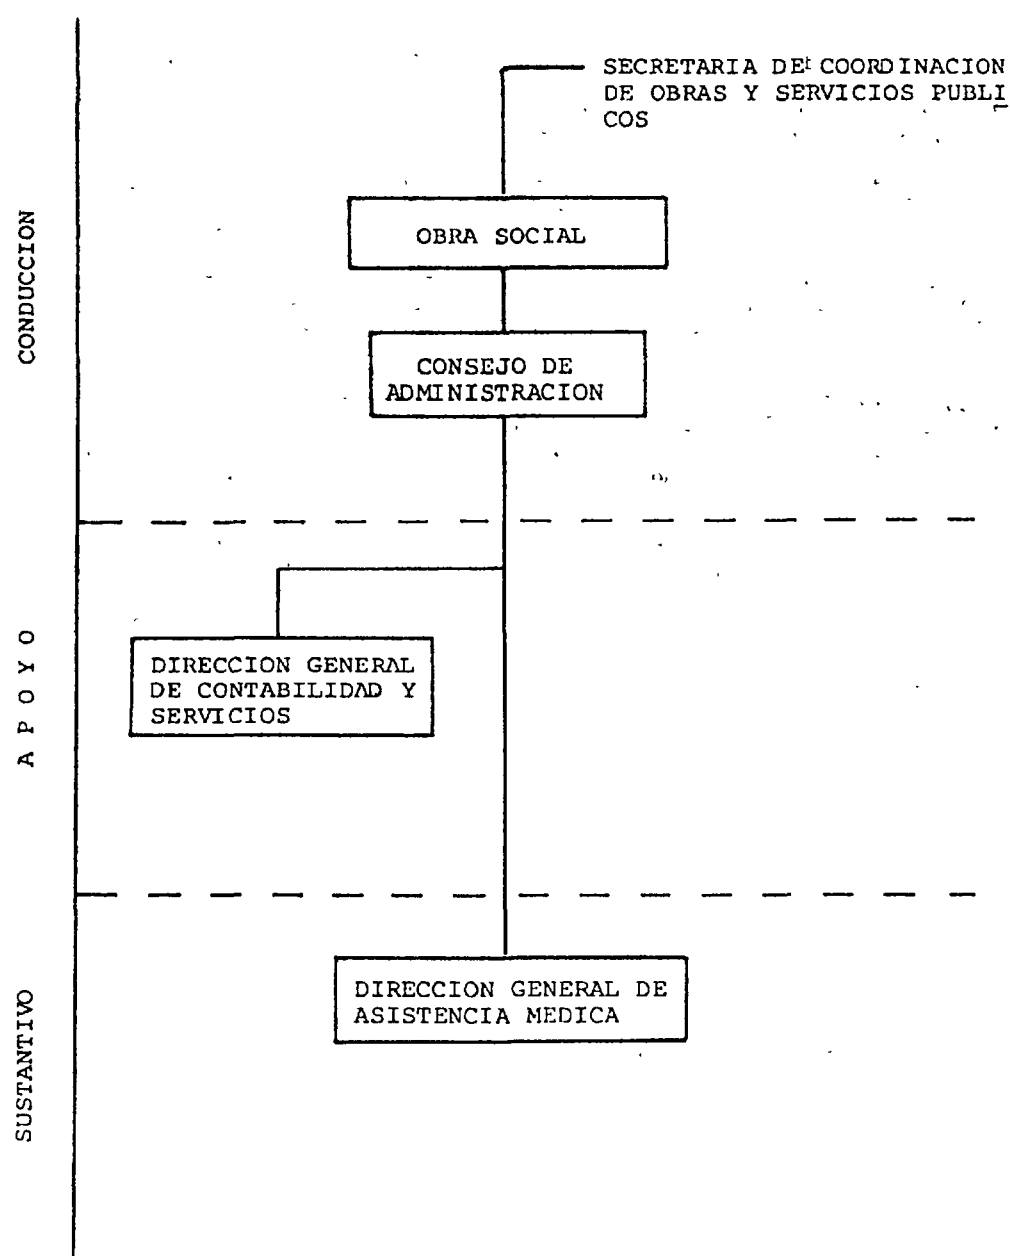 SECRETARIA DE COORDINACION
DE OBRAS Y SERVICIOS PUBLI
COS
CONDUCCION
OBRA SOCIAL
CONSEJO DE
ADMINISTRACION
APOYO
DIRECCION GENERAL
DE CONTABILIDAD Y
SERVICIOS
SUSTANTIVO
DIRECCION GENERAL DE
ASISTENCIA MEDICA